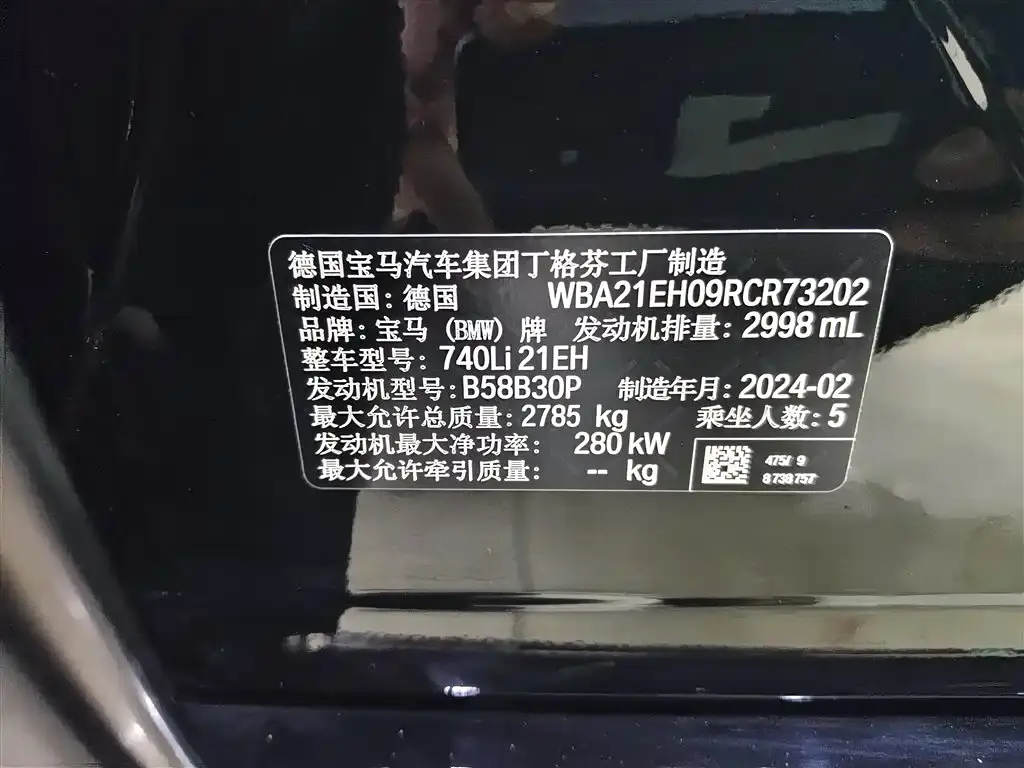 德国宝马汽车集团丁格芬工厂制造
制造国：德国 WBA21EH09RCR73202
品牌：宝马（BMW）牌 发动机排量：2998 mL
整车型号：740Li 21EH
发动机型号：B58B30P 制造年月：2024-02
最大允许总质量：2785 kg 乘坐人数：5
发动机最大净功率： 280 kW
最大允许牵引质量： -- kg
9
8738757